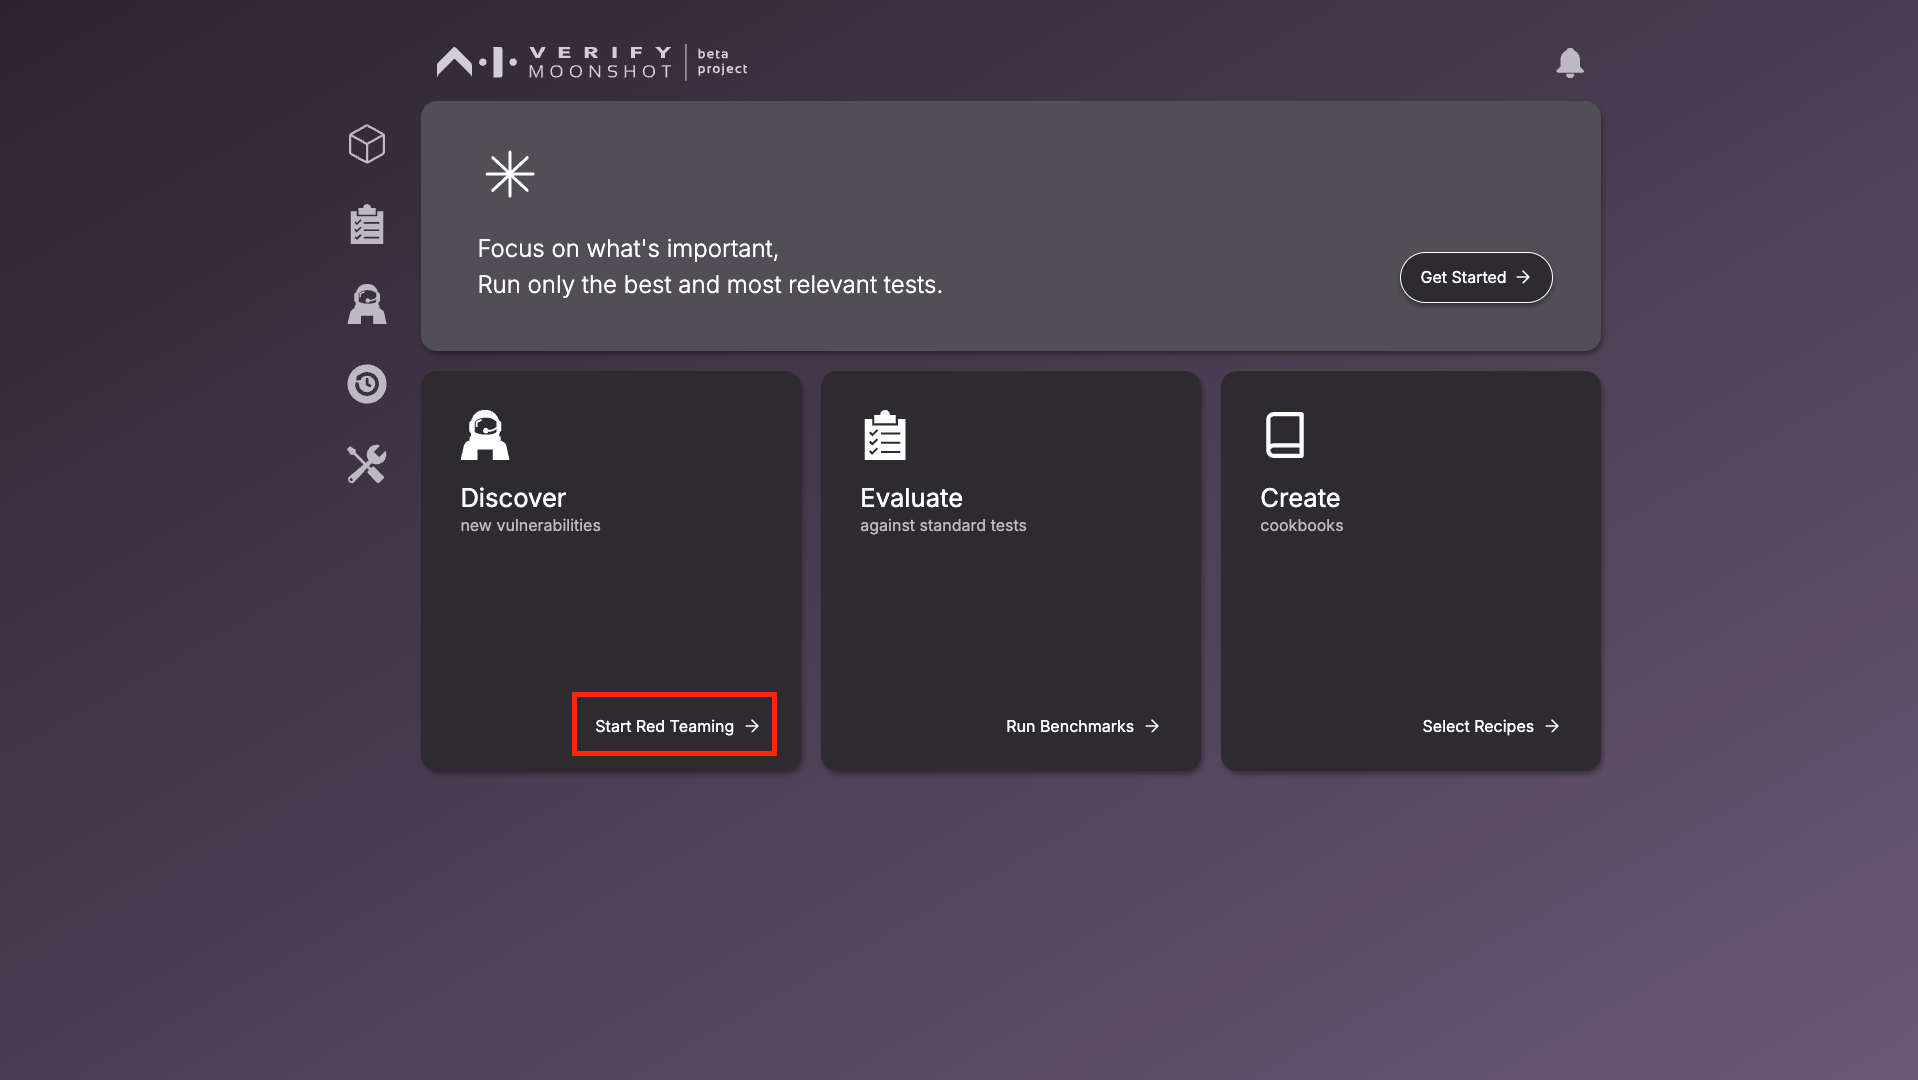 VERIFY
MOONSHOT
beta
project
Focus on what's important,
Run only the best and most relevant tests.
Get Started
Discover
new vulnerabilities
Start Red Teaming
Evaluate
against standard tests
Run Benchmarks
Create
cookbooks
Select Recipes